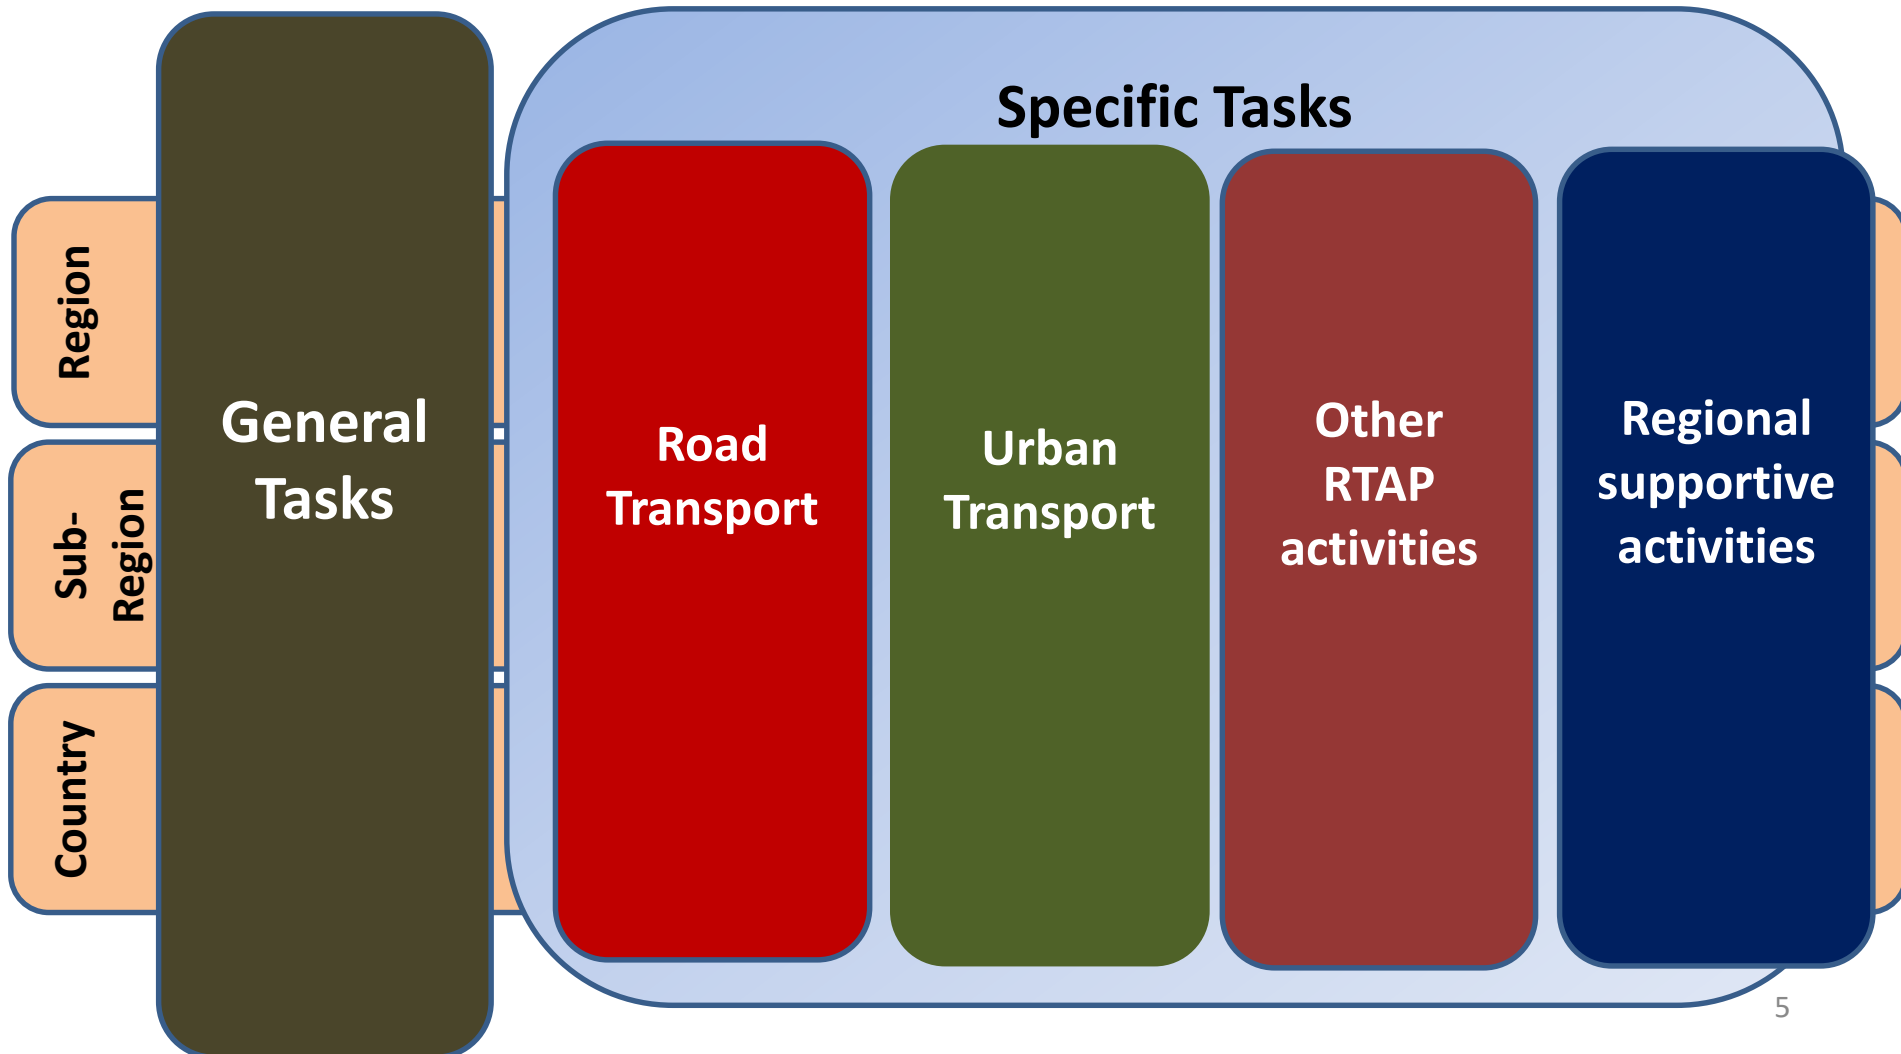 Specific Tasks
Region
Sub-
Region
Country
General
Tasks
Road
Transport
Urban
Transport
Other
RTAP
activities
Regional
supportive
activities
5